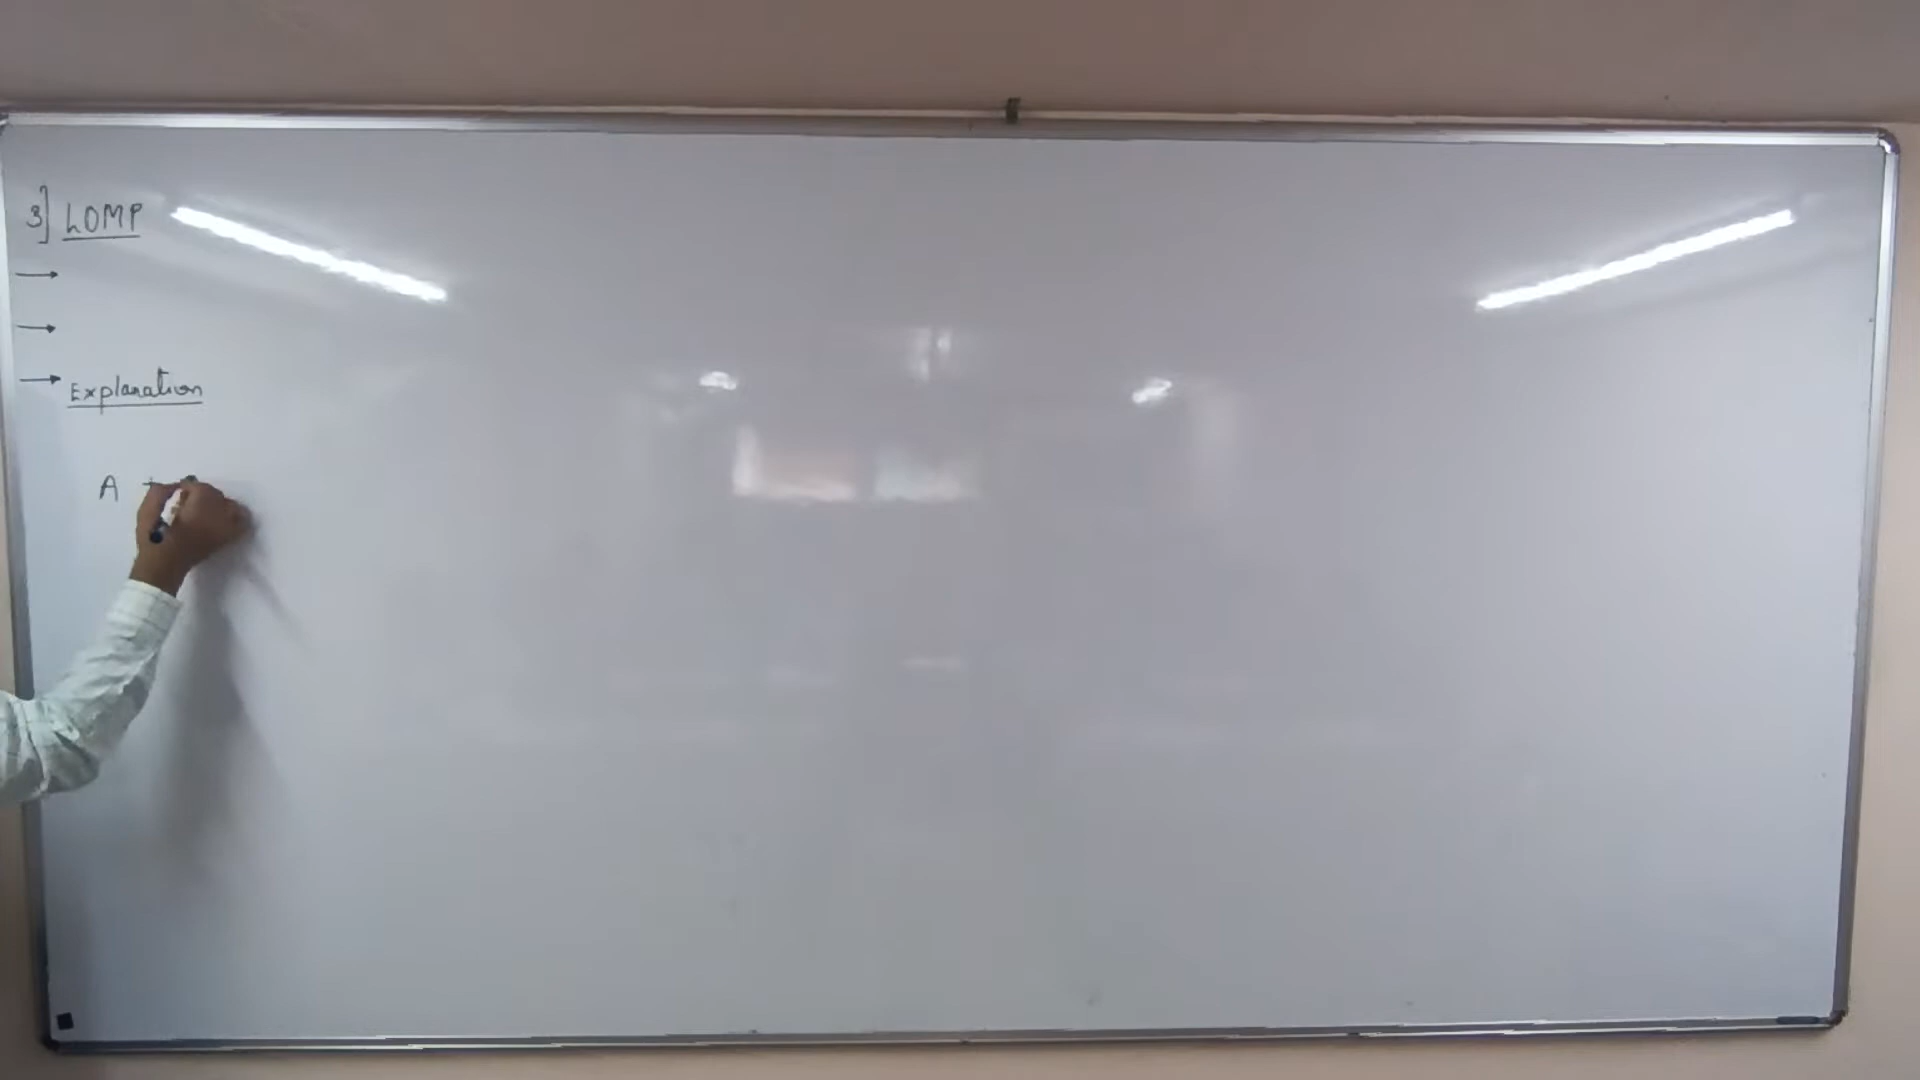 3] LOMP
→
→
→ Explanation
A +